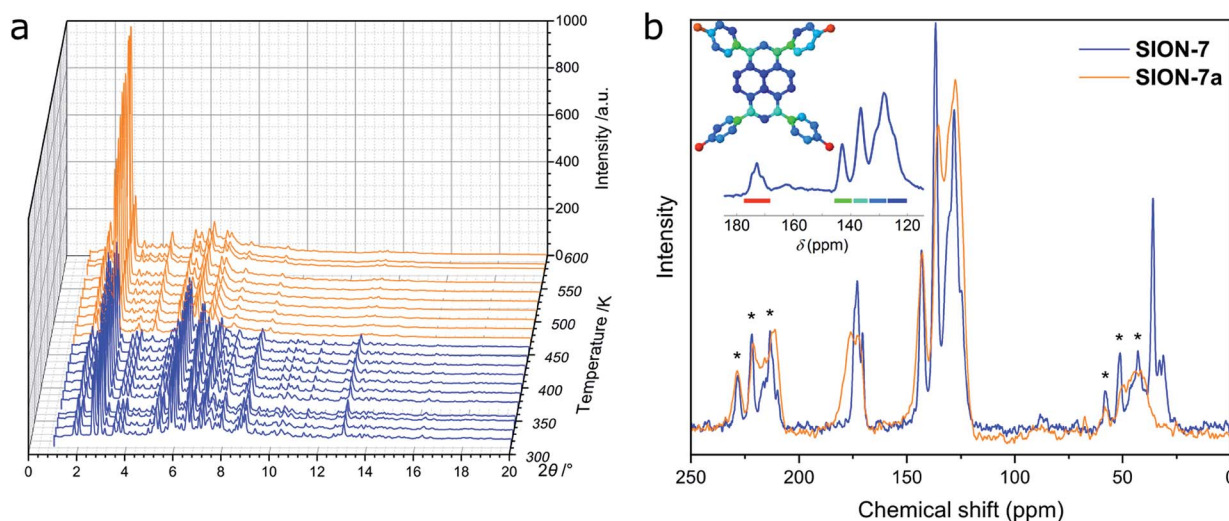 a
Intensity /a.u.
1000
800
600
400
200
0
600
550
500
450
400
350
300
Temperature /K
0 2 4 6 8 10 12 14 16 18 20 2θ /°
b
SION-7
SION-7a
Intensity
180 160 140 120
δ (ppm)
* * * * * *
250 200 150 100 50 0
Chemical shift (ppm)